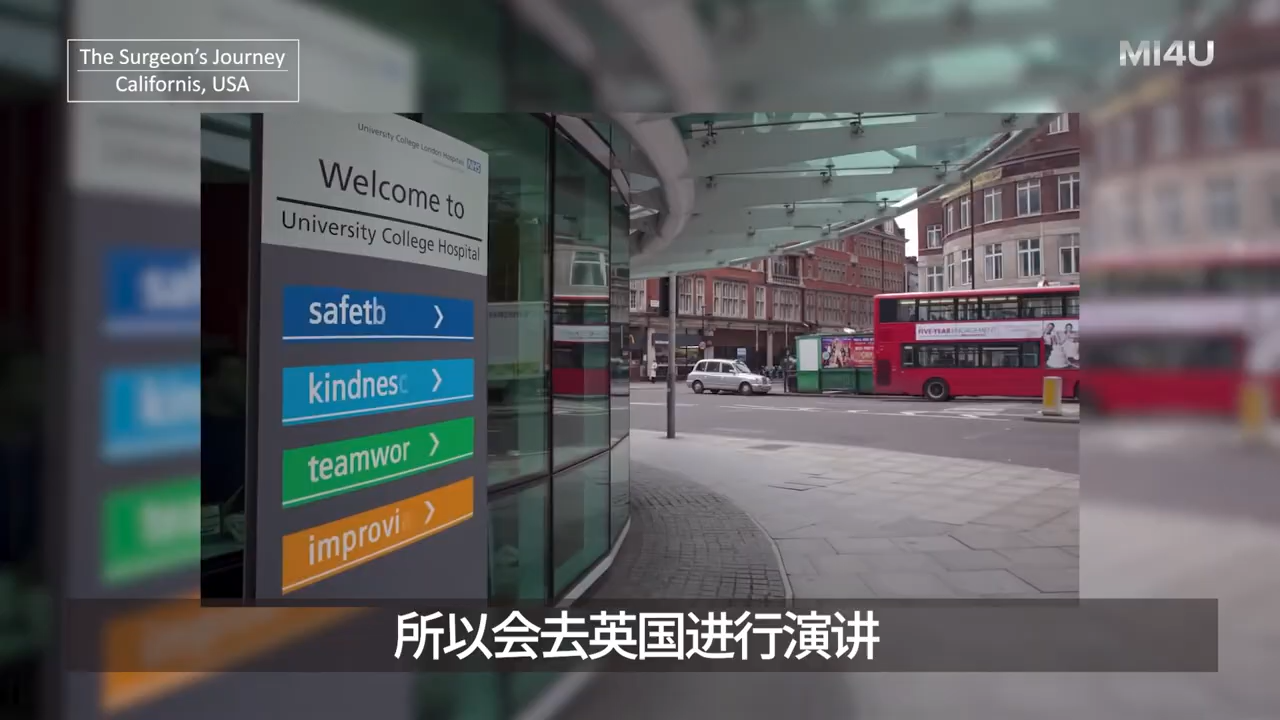 The Surgeon's Journey
Californis, USA
MI4U
University College London Hospitals
NHS
Welcome to
University College Hospital
safetb
kindnesc
teamwor
improvi
所以会去英国进行演讲